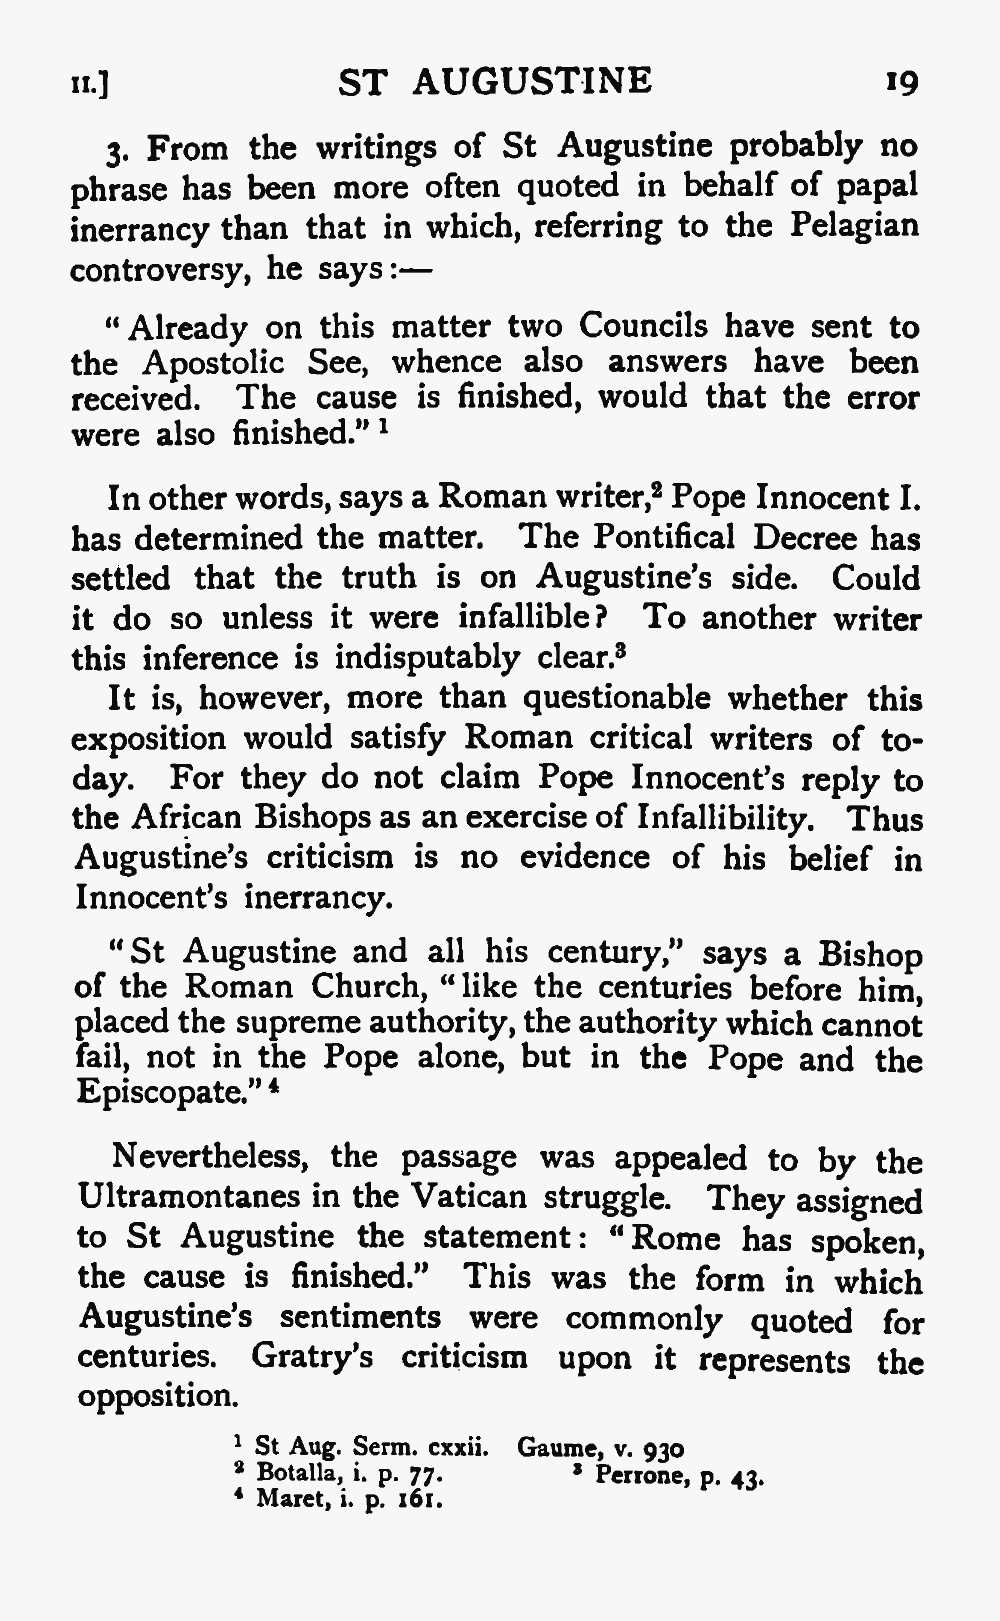 II.] ST AUGUSTINE 19
3. From the writings of St Augustine probably no
phrase has been more often quoted in behalf of papal
inerrancy than that in which, referring to the Pelagian
controversy, he says:—
“Already on this matter two Councils have sent to
the Apostolic See, whence also answers have been
received. The cause is finished, would that the error
were also finished.” ¹
In other words, says a Roman writer,² Pope Innocent I.
has determined the matter. The Pontifical Decree has
settled that the truth is on Augustine’s side. Could
it do so unless it were infallible? To another writer
this inference is indisputably clear.³
It is, however, more than questionable whether this
exposition would satisfy Roman critical writers of to-
day. For they do not claim Pope Innocent’s reply to
the African Bishops as an exercise of Infallibility. Thus
Augustine’s criticism is no evidence of his belief in
Innocent’s inerrancy.
“St Augustine and all his century,” says a Bishop
of the Roman Church, “like the centuries before him,
placed the supreme authority, the authority which cannot
fail, not in the Pope alone, but in the Pope and the
Episcopate.” ⁴
Nevertheless, the passage was appealed to by the
Ultramontanes in the Vatican struggle. They assigned
to St Augustine the statement: “Rome has spoken,
the cause is finished.” This was the form in which
Augustine’s sentiments were commonly quoted for
centuries. Gratry’s criticism upon it represents the
opposition.
¹ St Aug. Serm. cxxii. Gaume, v. 930
² Botalla, i. p. 77. ³ Perrone, p. 43.
⁴ Maret, i. p. 161.